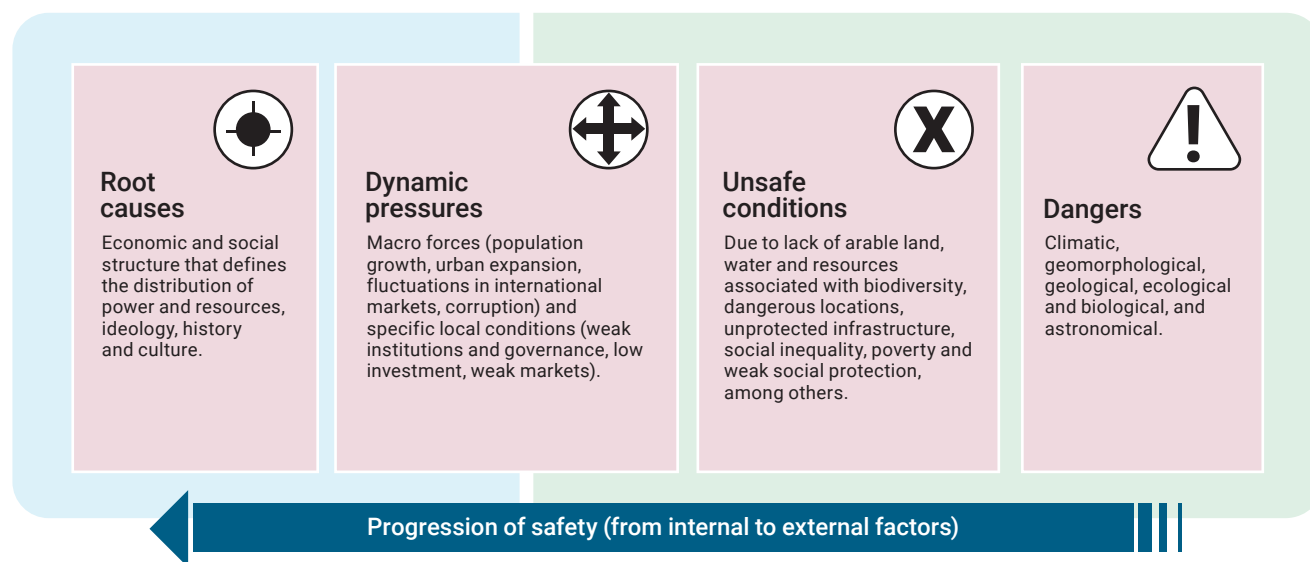 Root
causes
Economic and social
structure that defines
the distribution of
power and resources,
ideology, history
and culture.
Dynamic
pressures
Macro forces (population
growth, urban expansion,
fluctuations in international
markets, corruption) and
specific local conditions (weak
institutions and governance, low
investment, weak markets).
X
Unsafe
conditions
Due to lack of arable land,
water and resources
associated with biodiversity,
dangerous locations,
unprotected infrastructure,
social inequality, poverty and
weak social protection,
among others.
!
Dangers
Climatic,
geomorphological,
geological, ecological
and biological, and
astronomical.
Progression of safety (from internal to external factors)